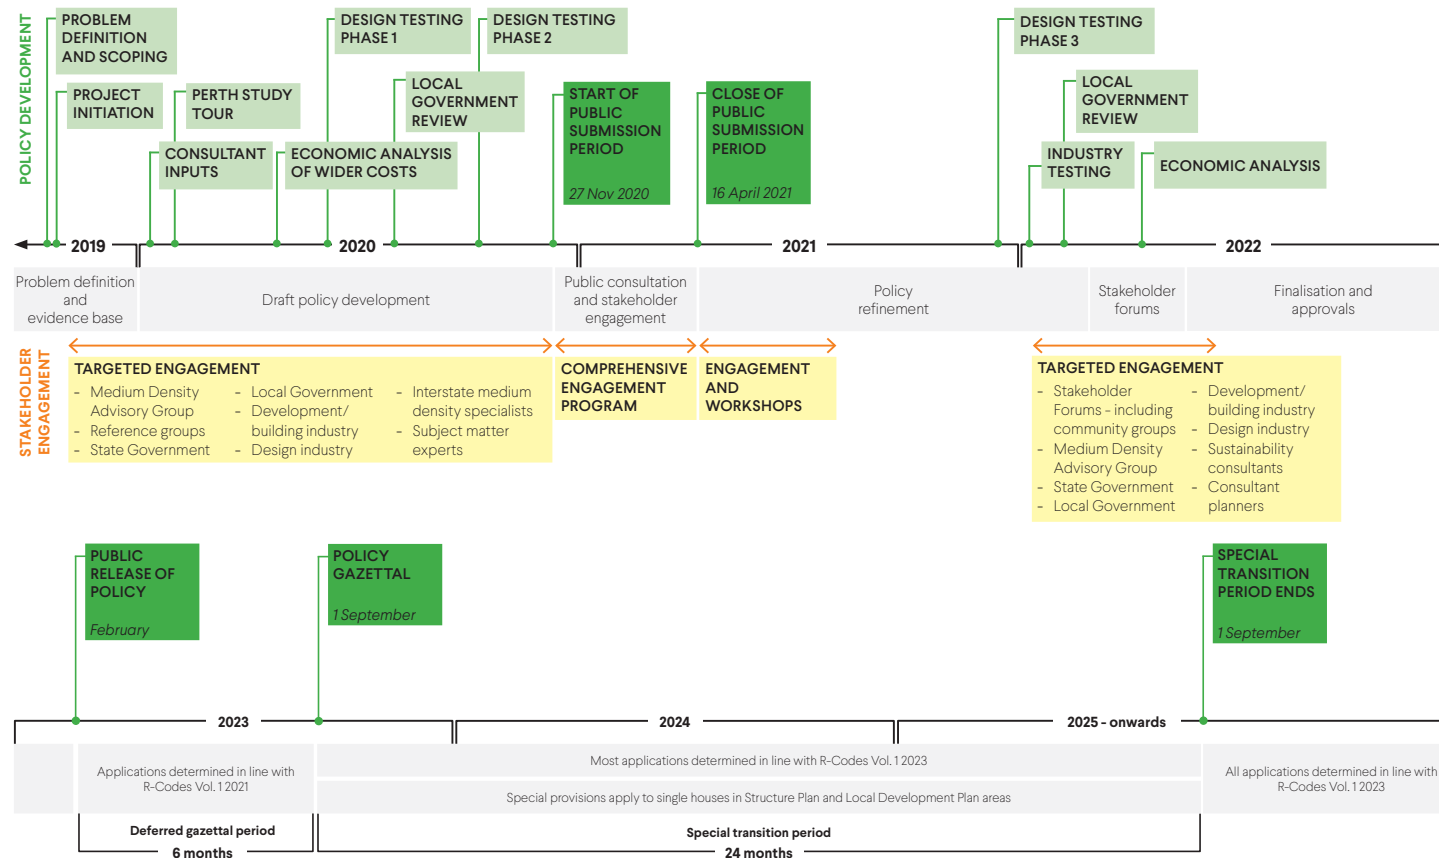 POLICY DEVELOPMENT
PROBLEM
DEFINITION
AND SCOPING
PROJECT
INITIATION
PERTH STUDY
TOUR
CONSULTANT
INPUTS
ECONOMIC ANALYSIS
OF WIDER COSTS
DESIGN TESTING
PHASE 1
LOCAL
GOVERNMENT
REVIEW
DESIGN TESTING
PHASE 2
START OF
PUBLIC
SUBMISSION
PERIOD
27 Nov 2020
CLOSE OF
PUBLIC
SUBMISSION
PERIOD
16 April 2021
DESIGN TESTING
PHASE 3
LOCAL
GOVERNMENT
REVIEW
INDUSTRY
TESTING
ECONOMIC ANALYSIS
2019
2020
2021
2022
Problem definition
and
evidence base
Draft policy development
Public consultation
and stakeholder
engagement
Policy
refinement
Stakeholder
forums
Finalisation and
approvals
STAKEHOLDER
ENGAGEMENT
TARGETED ENGAGEMENT
- Medium Density
Advisory Group
- Reference groups
- State Government
- Local Government
- Development/
building industry
- Design industry
- Interstate medium
density specialists
- Subject matter
experts
COMPREHENSIVE
ENGAGEMENT
PROGRAM
ENGAGEMENT
AND
WORKSHOPS
TARGETED ENGAGEMENT
- Stakeholder
Forums - including
community groups
- Medium Density
Advisory Group
- State Government
- Local Government
- Development/
building industry
- Design industry
- Sustainability
consultants
- Consultant
planners
PUBLIC
RELEASE OF
POLICY
February
POLICY
GAZETTAL
1 September
SPECIAL
TRANSITION
PERIOD ENDS
1 September
2023
2024
2025 - onwards
Applications determined in line with
R-Codes Vol. 1 2021
Most applications determined in line with R-Codes Vol. 1 2023
Special provisions apply to single houses in Structure Plan and Local Development Plan areas
All applications determined in line with
R-Codes Vol. 1 2023
Deferred gazettal period
6 months
Special transition period
24 months